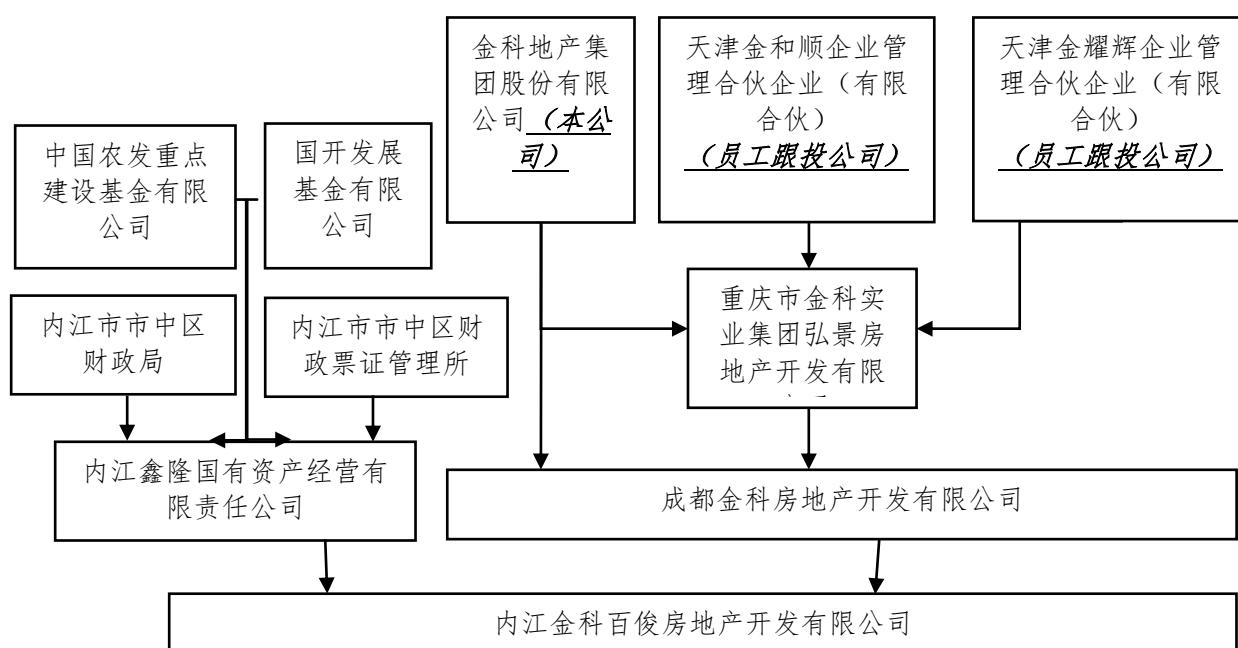 金科地产集
团股份有限
公司（本公
司）
天津金和顺企业管
理合伙企业（有限
合伙）
（员工跟投公司）
天津金耀辉企业管
理合伙企业（有限
合伙）
（员工跟投公司）
中国农发重点
建设基金有限
公司
国开发展
基金有限
公司
内江市市中区
财政局
内江市市中区财
政票证管理所
重庆市金科实
业集团弘景房
地产开发有限
内江鑫隆国有资产经营有
限责任公司
成都金科房地产开发有限公司
内江金科百俊房地产开发有限公司